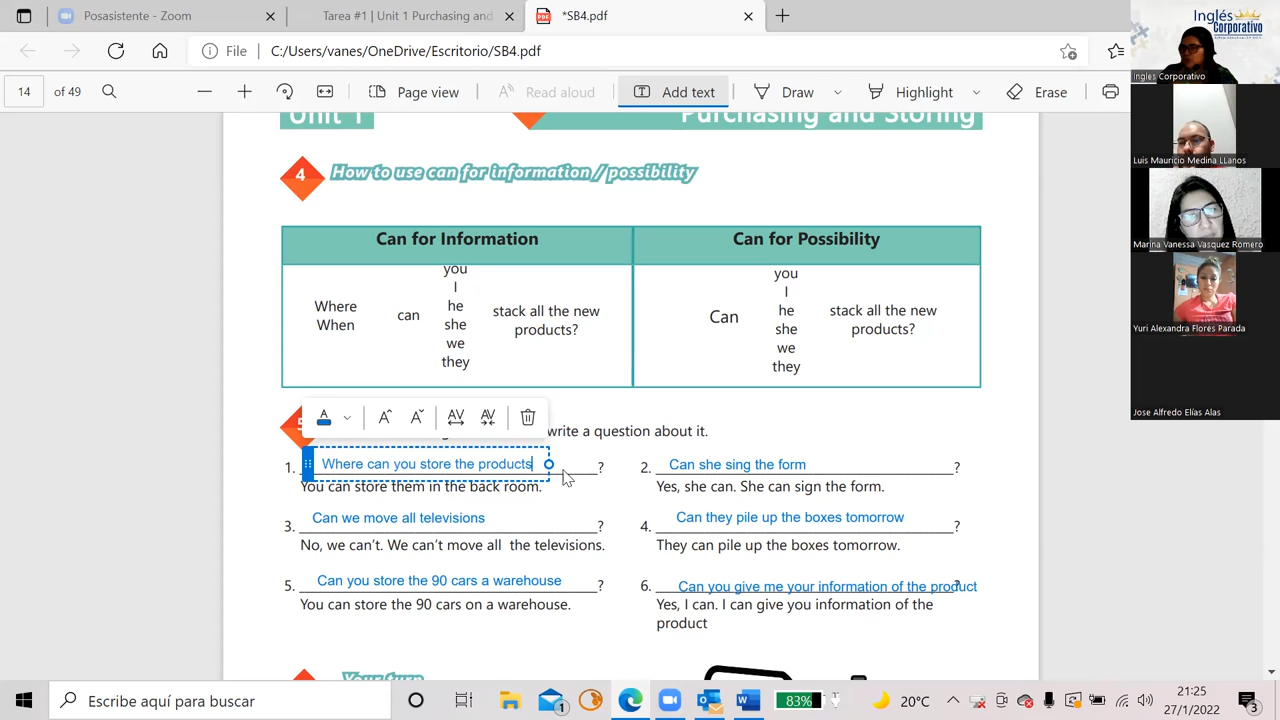 Posistente - Zoom
Tarea #1 | Unidad 1
*SB4.pdf
File
C:/Users/vanes/OneDrive/Escritorio/SB4.pdf
14
of 49
Page view
Read aloud
Add text
Draw
Highlight
Erase
Unit 1
Purchasing and Storing
4
How to use can for information / possibility
Can for Information
Can for Possibility
Where
When
can
you
I
he
she
we
they
stack all the new
products?
Can
you
I
he
she
we
they
stack all the new
products?
write a question about it.
1. Where can you store the products?
You can store them in the back room.
2. Can she sing the form?
Yes, she can. She can sign the form.
3. Can we move all televisions?
No, we can't. We can't move all the televisions.
4. Can they pile up the boxes tomorrow?
They can pile up the boxes tomorrow.
5. Can you store the 90 cars a warehouse?
You can store the 90 cars on a warehouse.
6. Can you give me your information of the product?
Yes, I can. I can give you information of the
product
Your turn
Inglés
Corporativo
Ingles Corporativo
Luis Mauricio Medina LLanos
Marina Vanessa Vasquez Romero
Yuri Alexandra Flores Parada
Jose Alfredo Elías Alas
Escribe aquí para buscar
1
83%
20°C
21:25
27/1/2022
3